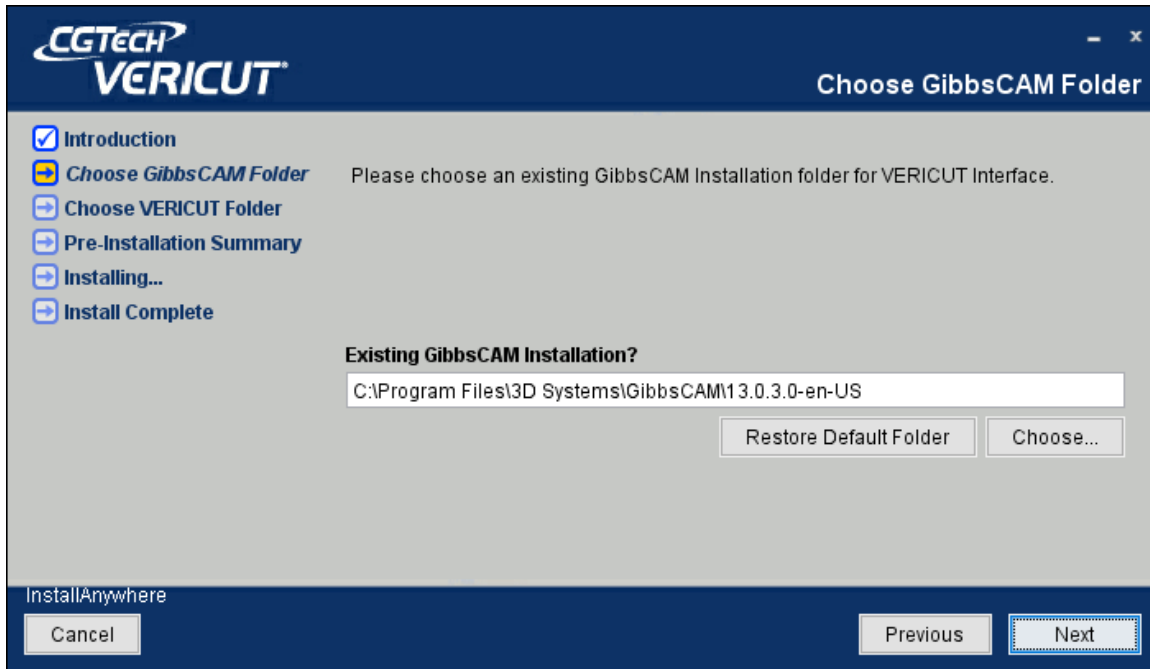 CGTECH
VERICUT
Choose GibbsCAM Folder
Introduction
Choose GibbsCAM Folder
Choose VERICUT Folder
Pre-Installation Summary
Installing...
Install Complete
Please choose an existing GibbsCAM Installation folder for VERICUT Interface.
Existing GibbsCAM Installation?
C:\Program Files\3D Systems\GibbsCAM\13.0.3.0-en-US
Restore Default Folder
Choose...
InstallAnywhere
Cancel
Previous
Next